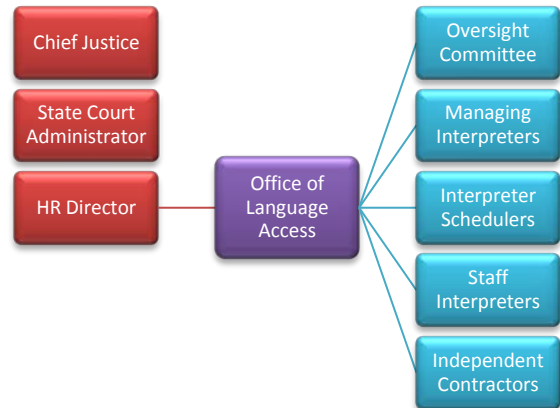 Chief Justice
State Court
Administrator
HR Director
Office of
Language
Access
Oversight
Committee
Managing
Interpreters
Interpreter
Schedulers
Staff
Interpreters
Independent
Contractors